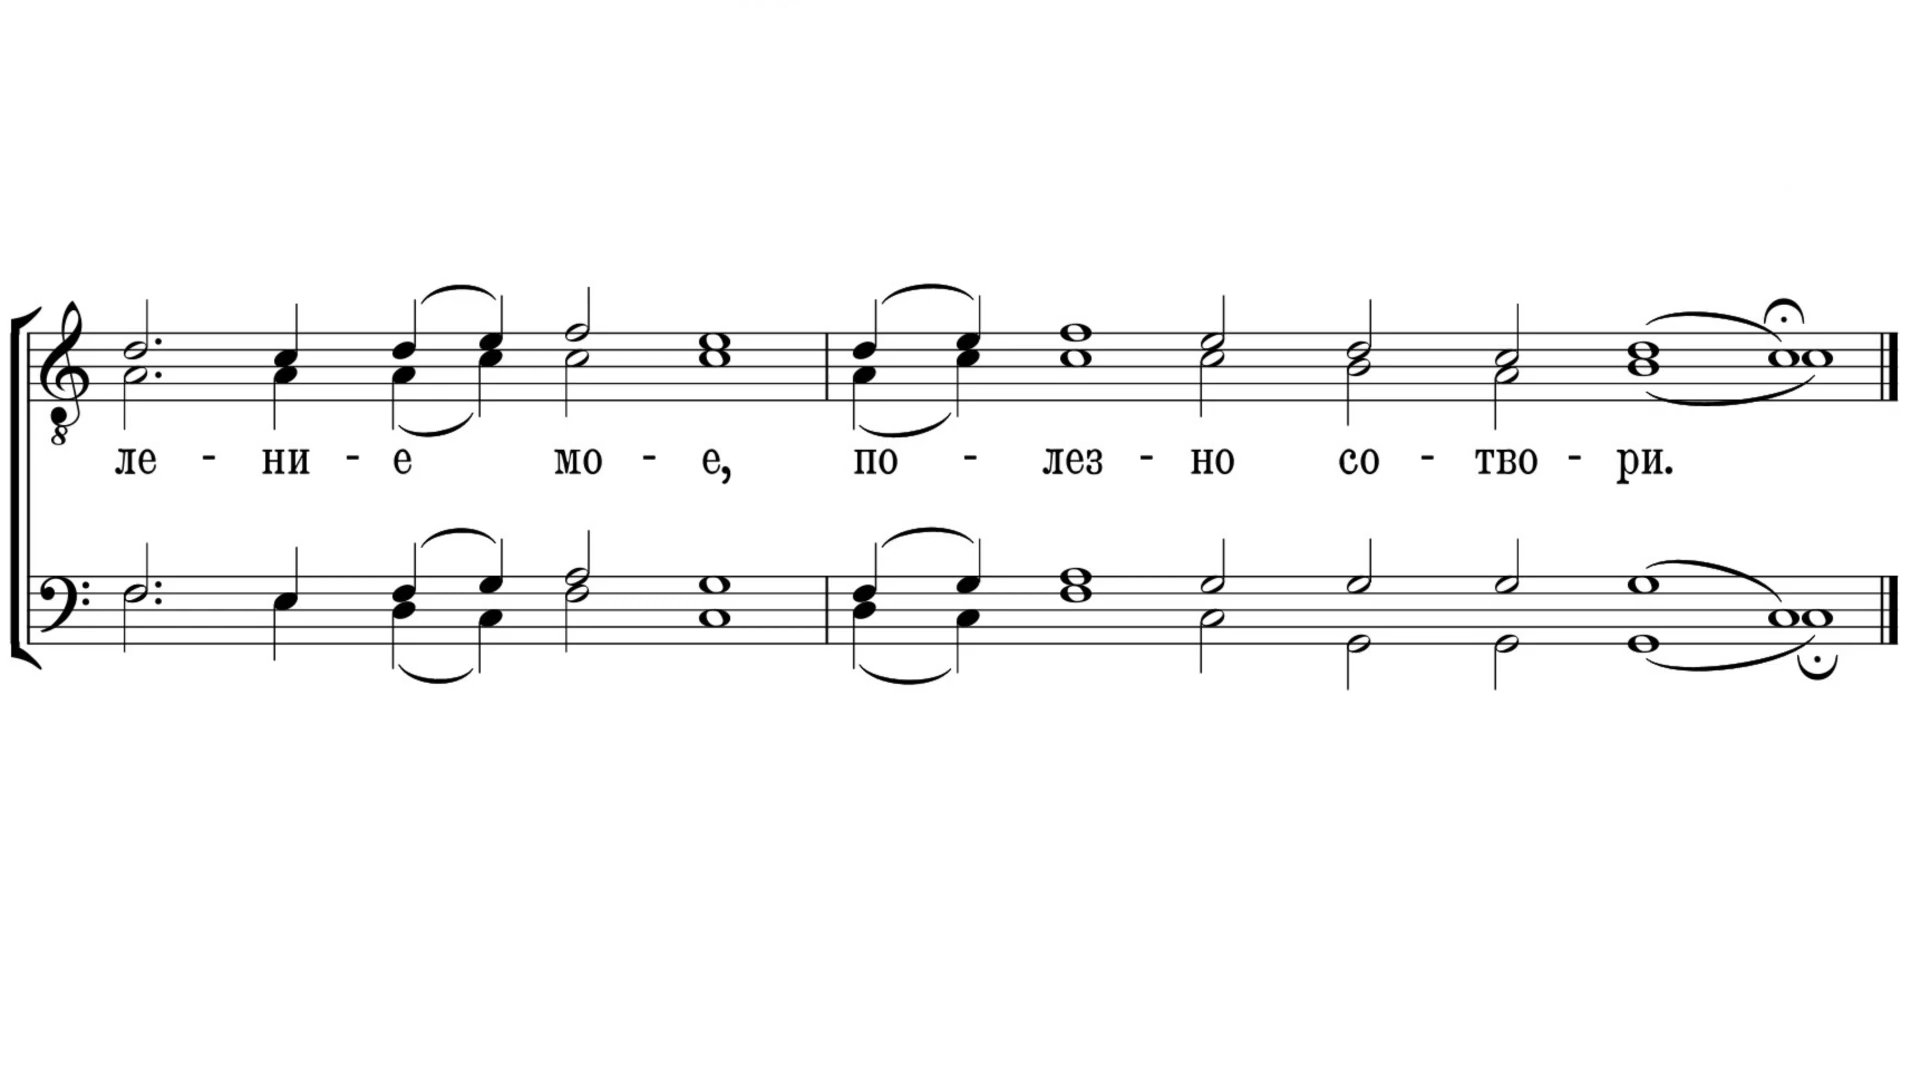 ле - ни - е мо - е, по - лез - но со - тво - ри.